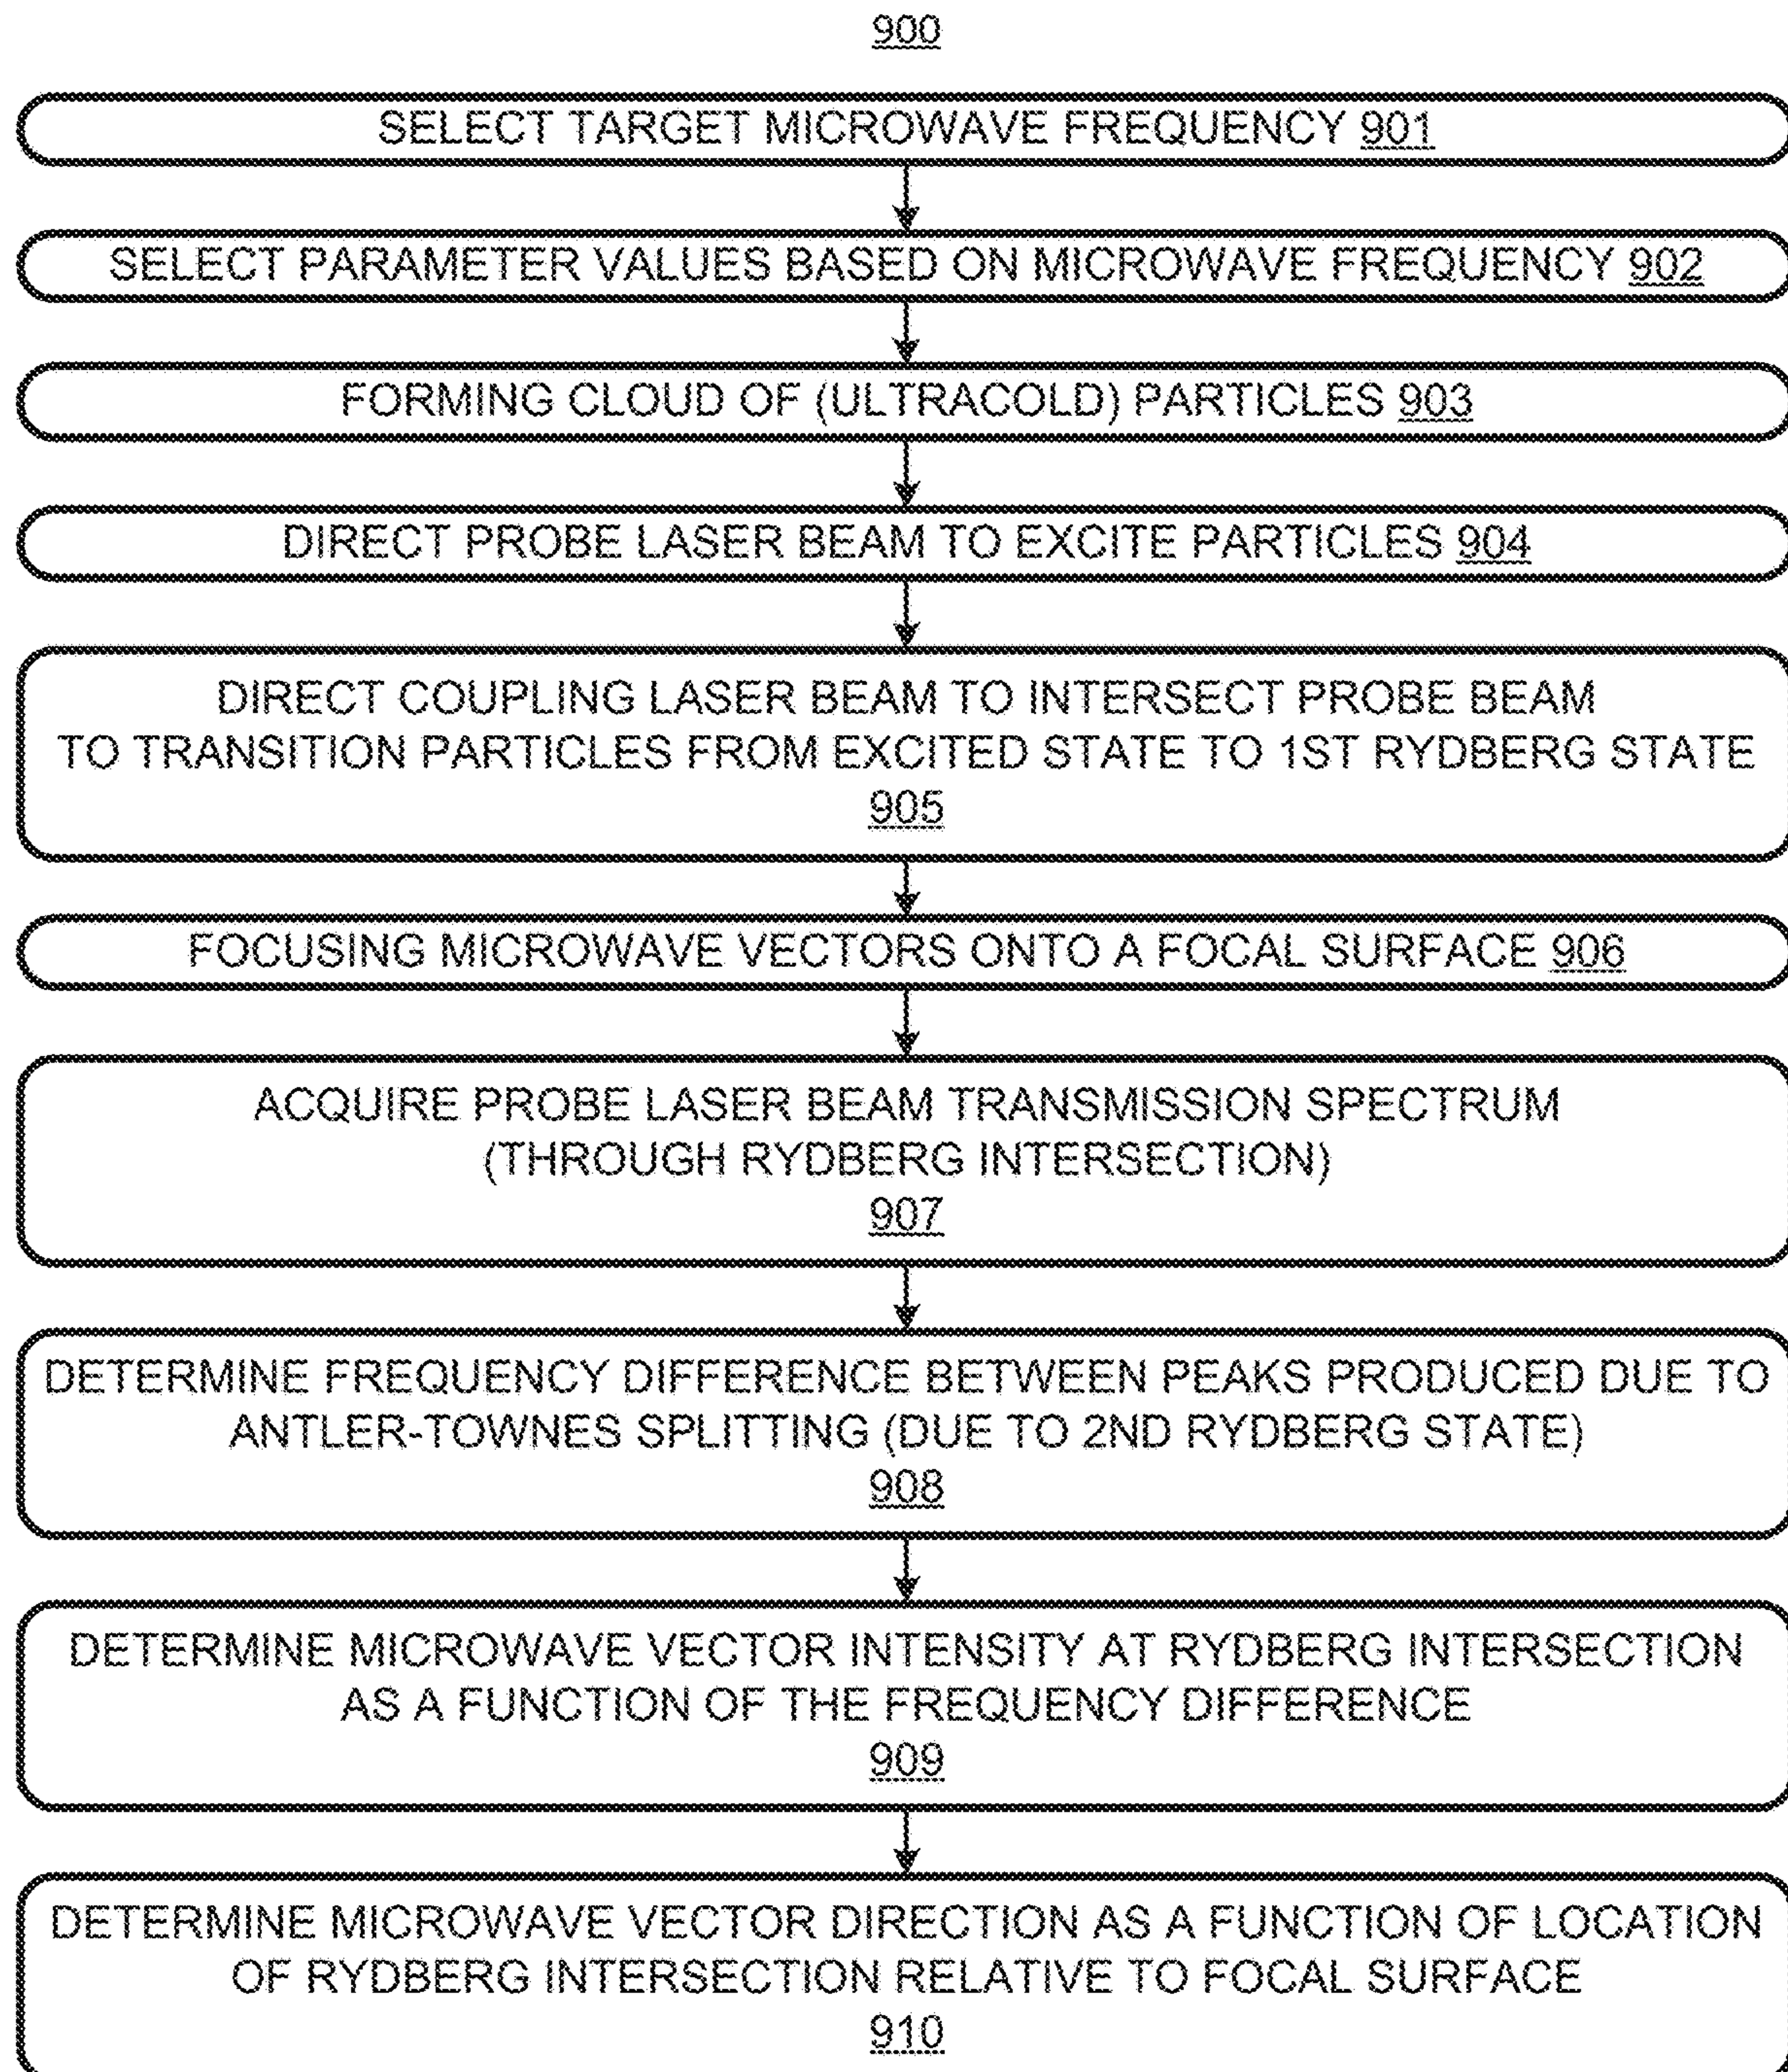 900
SELECT TARGET MICROWAVE FREQUENCY 901
SELECT PARAMETER VALUES BASED ON MICROWAVE FREQUENCY 902
FORMING CLOUD OF (ULTRACOLD) PARTICLES 903
DIRECT PROBE LASER BEAM TO EXCITE PARTICLES 904
DIRECT COUPLING LASER BEAM TO INTERSECT PROBE BEAM
TO TRANSITION PARTICLES FROM EXCITED STATE TO 1ST RYDBERG STATE
905
FOCUSING MICROWAVE VECTORS ONTO A FOCAL SURFACE 906
ACQUIRE PROBE LASER BEAM TRANSMISSION SPECTRUM
(THROUGH RYDBERG INTERSECTION)
907
DETERMINE FREQUENCY DIFFERENCE BETWEEN PEAKS PRODUCED DUE TO
ANTLER-TOWNES SPLITTING (DUE TO 2ND RYDBERG STATE)
908
DETERMINE MICROWAVE VECTOR INTENSITY AT RYDBERG INTERSECTION
AS A FUNCTION OF THE FREQUENCY DIFFERENCE
909
DETERMINE MICROWAVE VECTOR DIRECTION AS A FUNCTION OF LOCATION
OF RYDBERG INTERSECTION RELATIVE TO FOCAL SURFACE
910